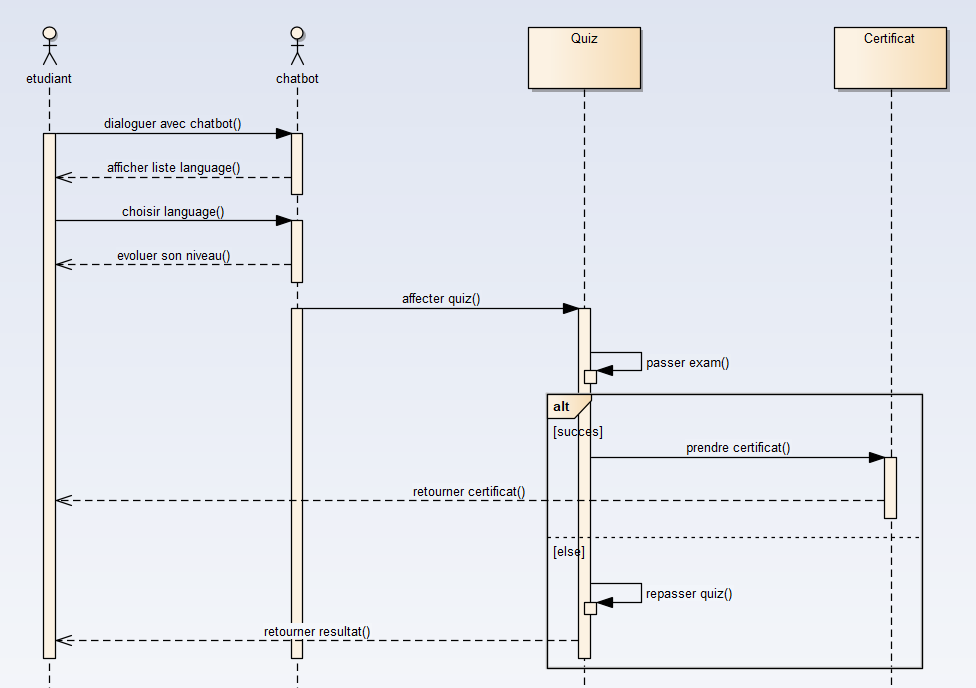 Quiz
Certificat
etudiant
chatbot
dialoguer avec chatbot()
afficher liste language()
choisir language()
evoluer son niveau()
affecter quiz()
passer exam()
alt
[succes]
prendre certificat()
retourner certificat()
[else]
repasser quiz()
retourner resultat()